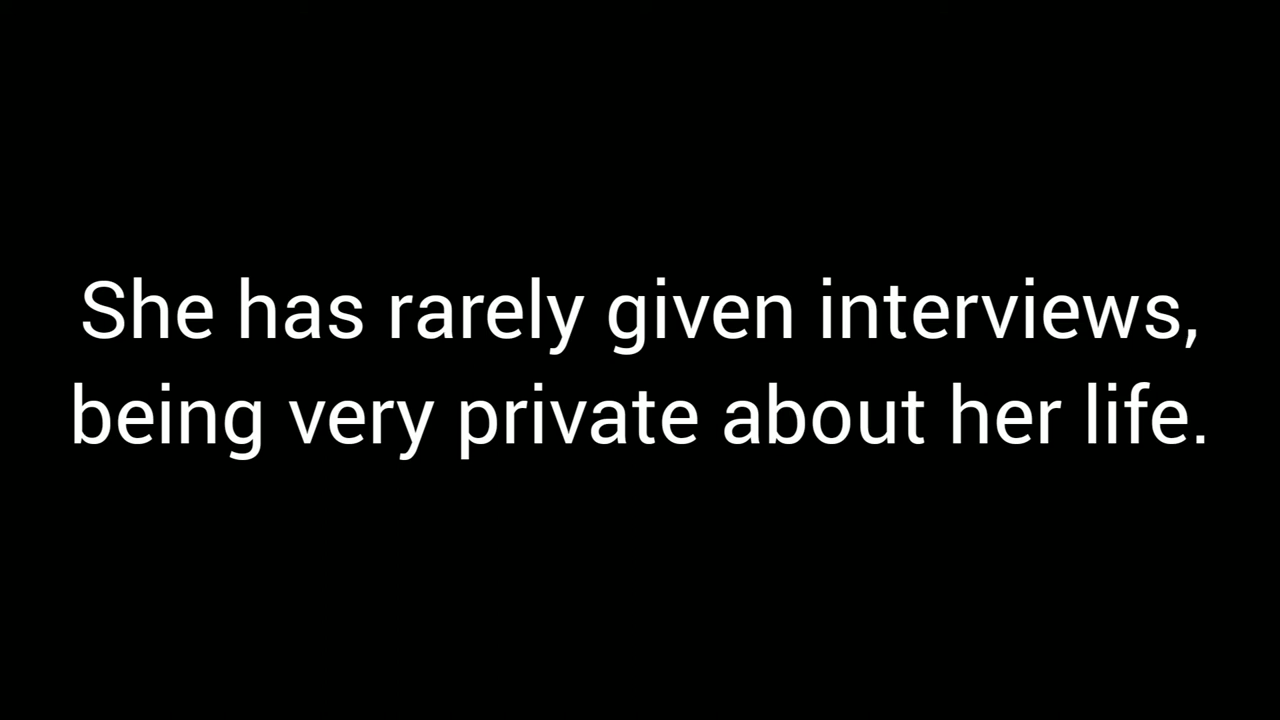 She has rarely given interviews,
being very private about her life.